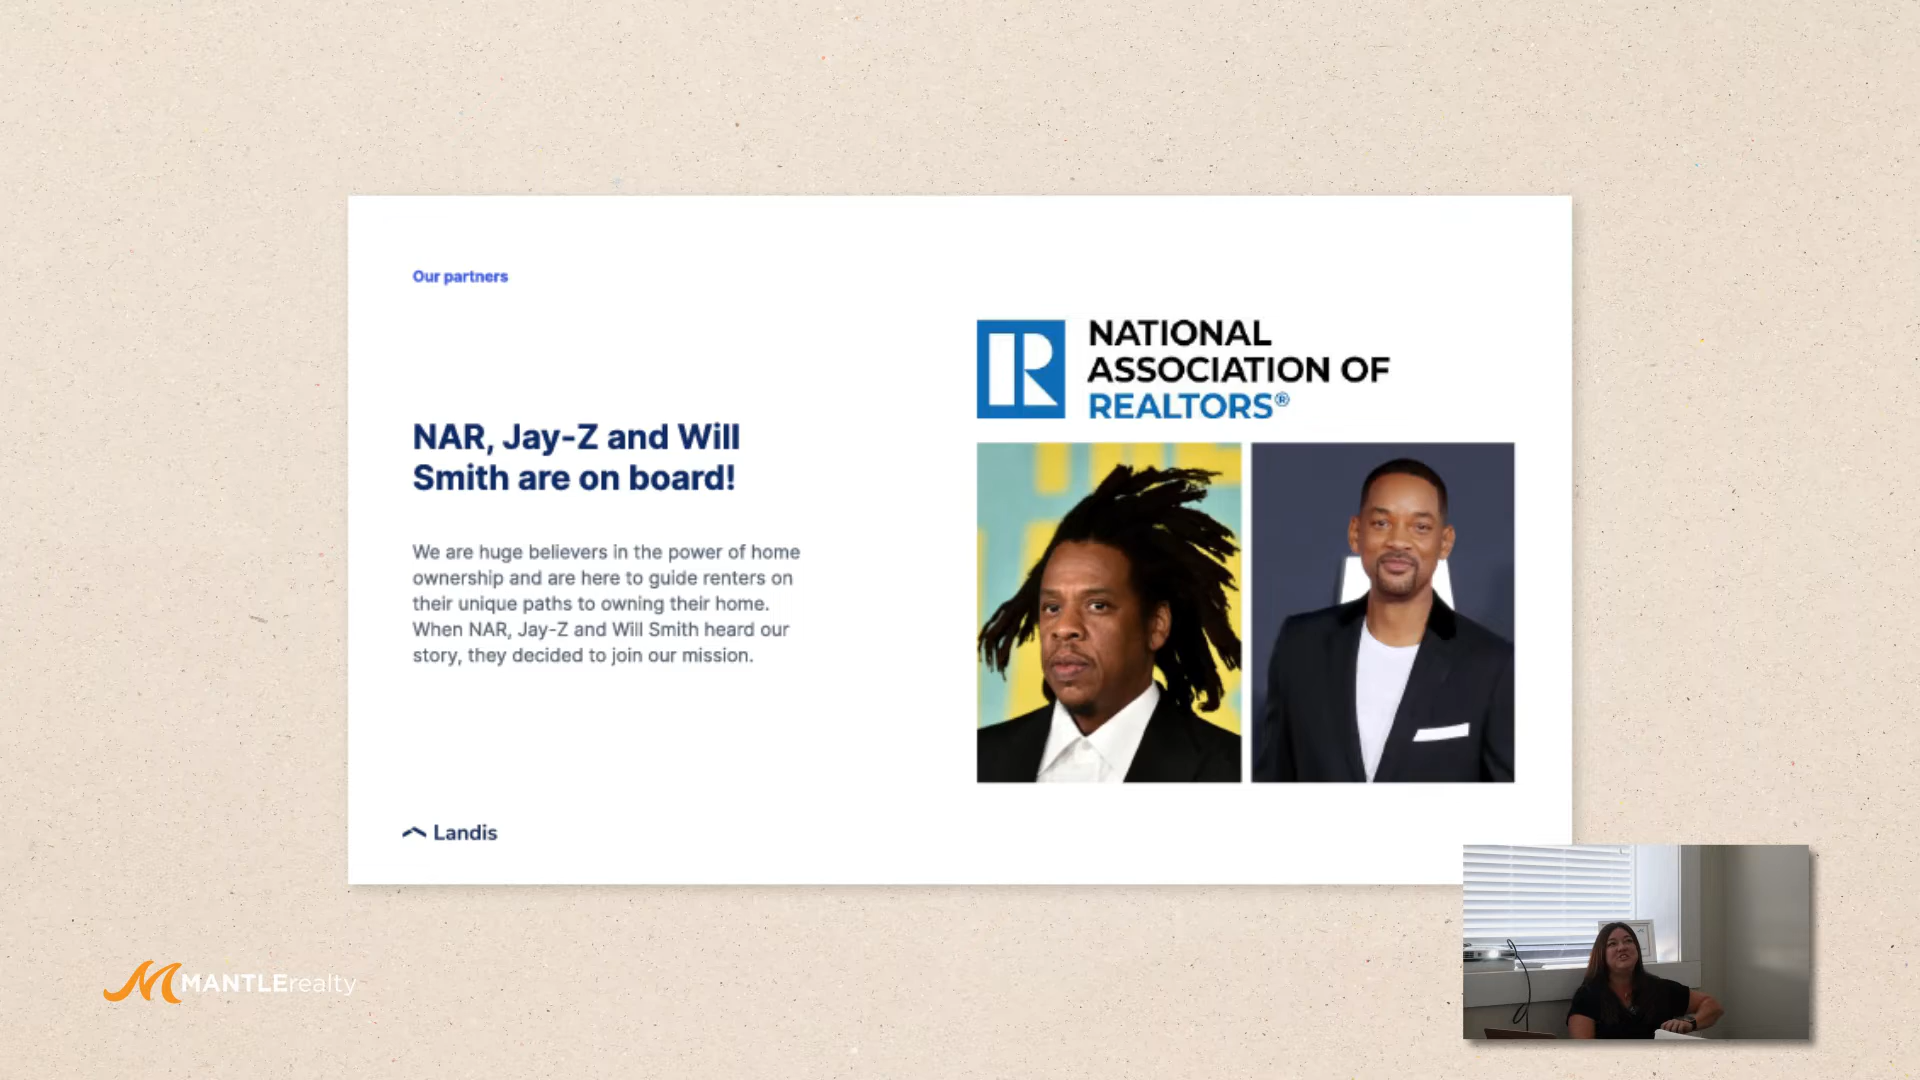 Our partners
NAR, Jay-Z and Will
Smith are on board!
We are huge believers in the power of home
ownership and are here to guide renters on
their unique paths to owning their home.
When NAR, Jay-Z and Will Smith heard our
story, they decided to join our mission.
Landis
R
NATIONAL
ASSOCIATION OF
REALTORS®
MANTLErealty